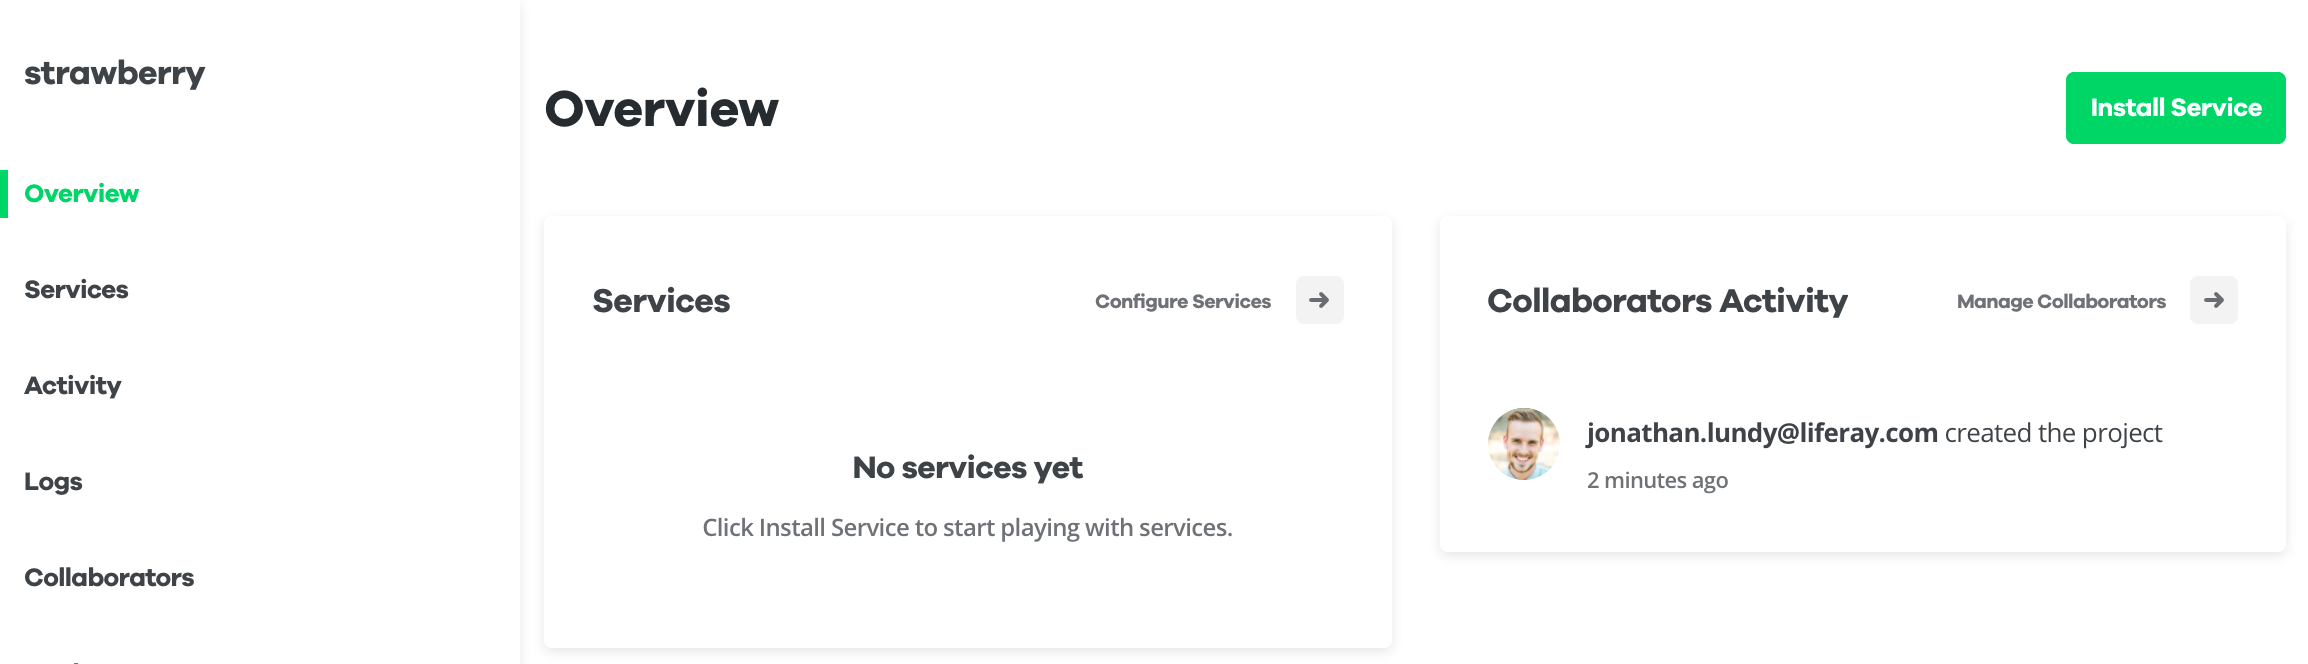 strawberry
Overview
Services
Activity
Logs
Collaborators
Overview
Install Service
Services
Configure Services
No services yet
Click Install Service to start playing with services.
Collaborators Activity
Manage Collaborators
jonathan.lundy@liferay.com created the project
2 minutes ago